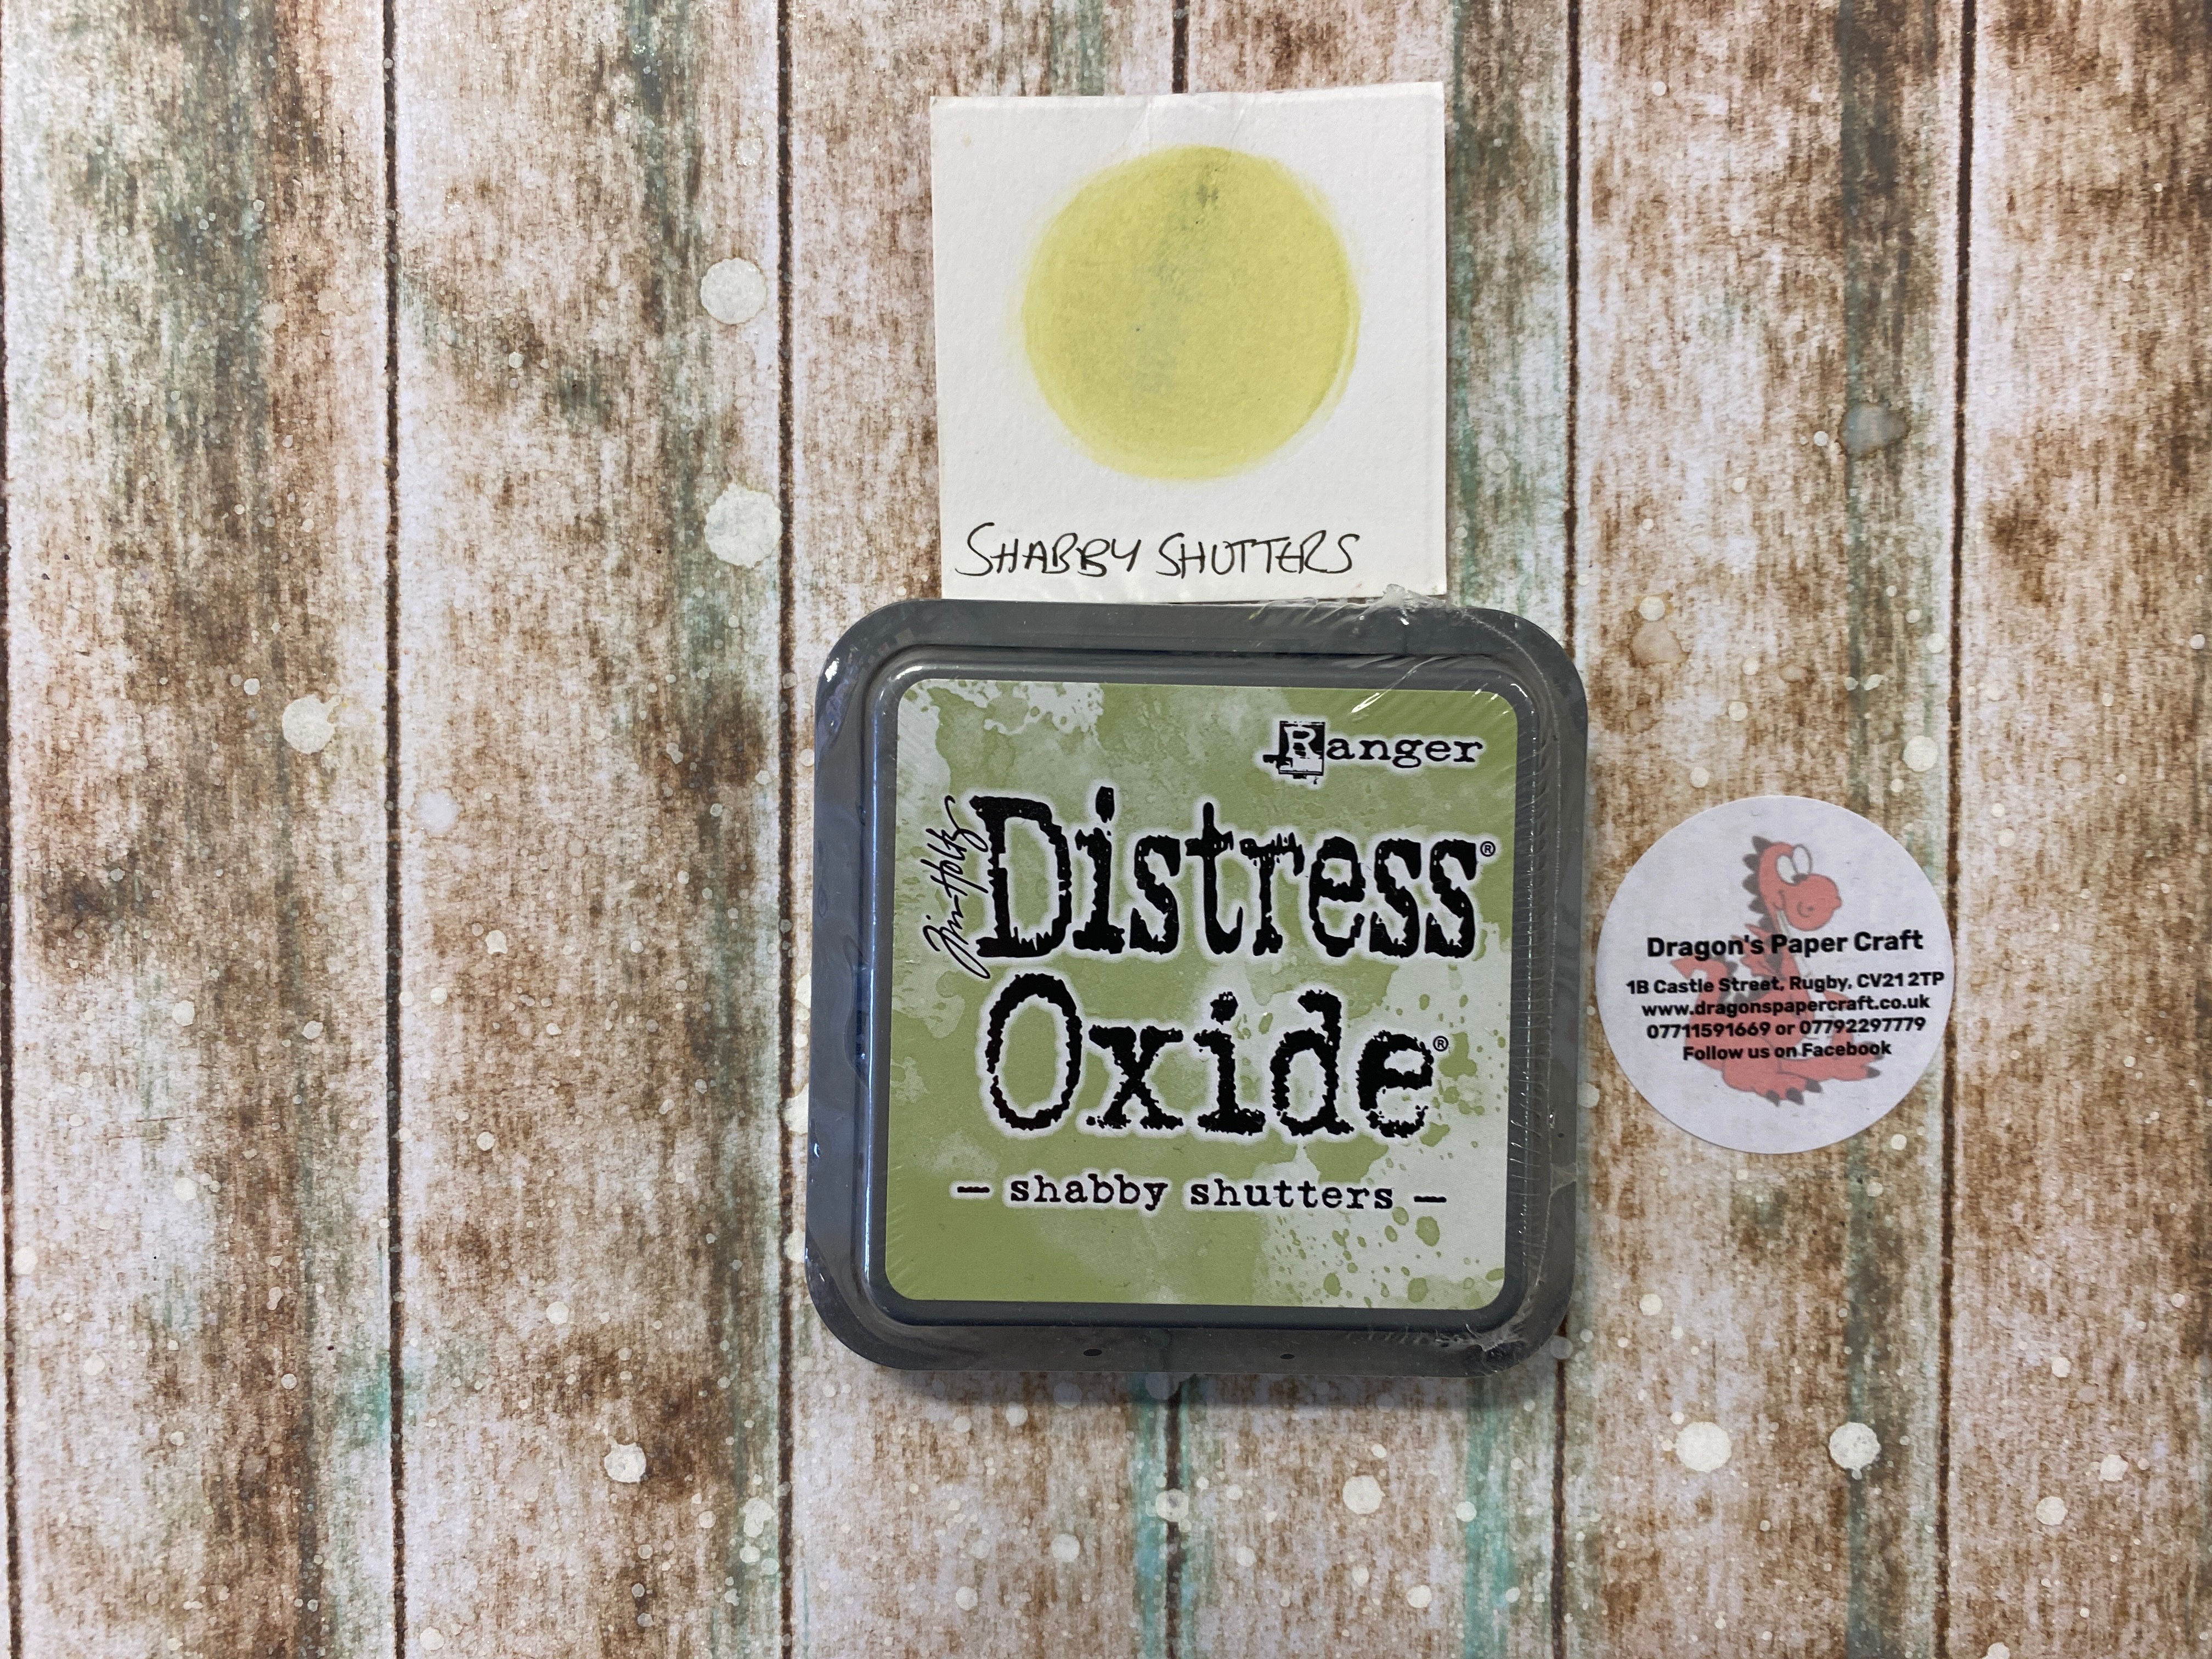 SHABBY SHUTTERS
Ranger
Tim Holtz
Distress®
Oxide®
— shabby shutters —
Dragon's Paper Craft
1B Castle Street, Rugby, CV21 2TP
www.dragonspapercraft.co.uk
07711591669 or 07792297779
Follow us on Facebook